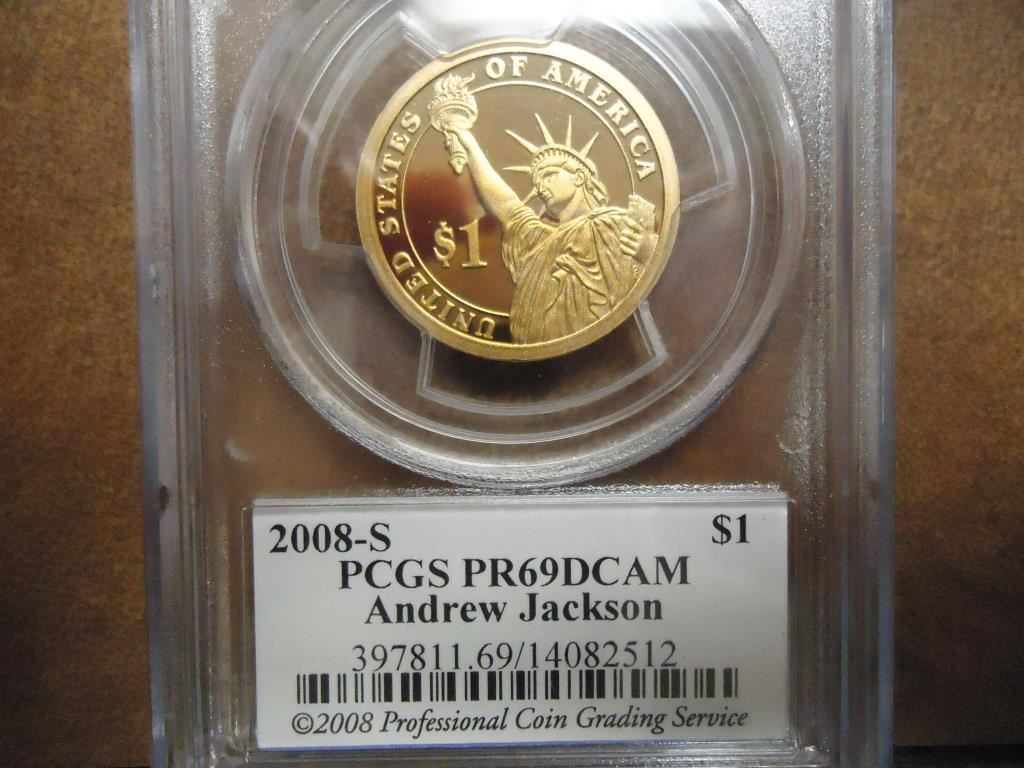 UNITED STATES OF AMERICA
$1
2008-S $1
PCGS PR69DCAM
Andrew Jackson
397811.69/14082512
©2008 Professional Coin Grading Service